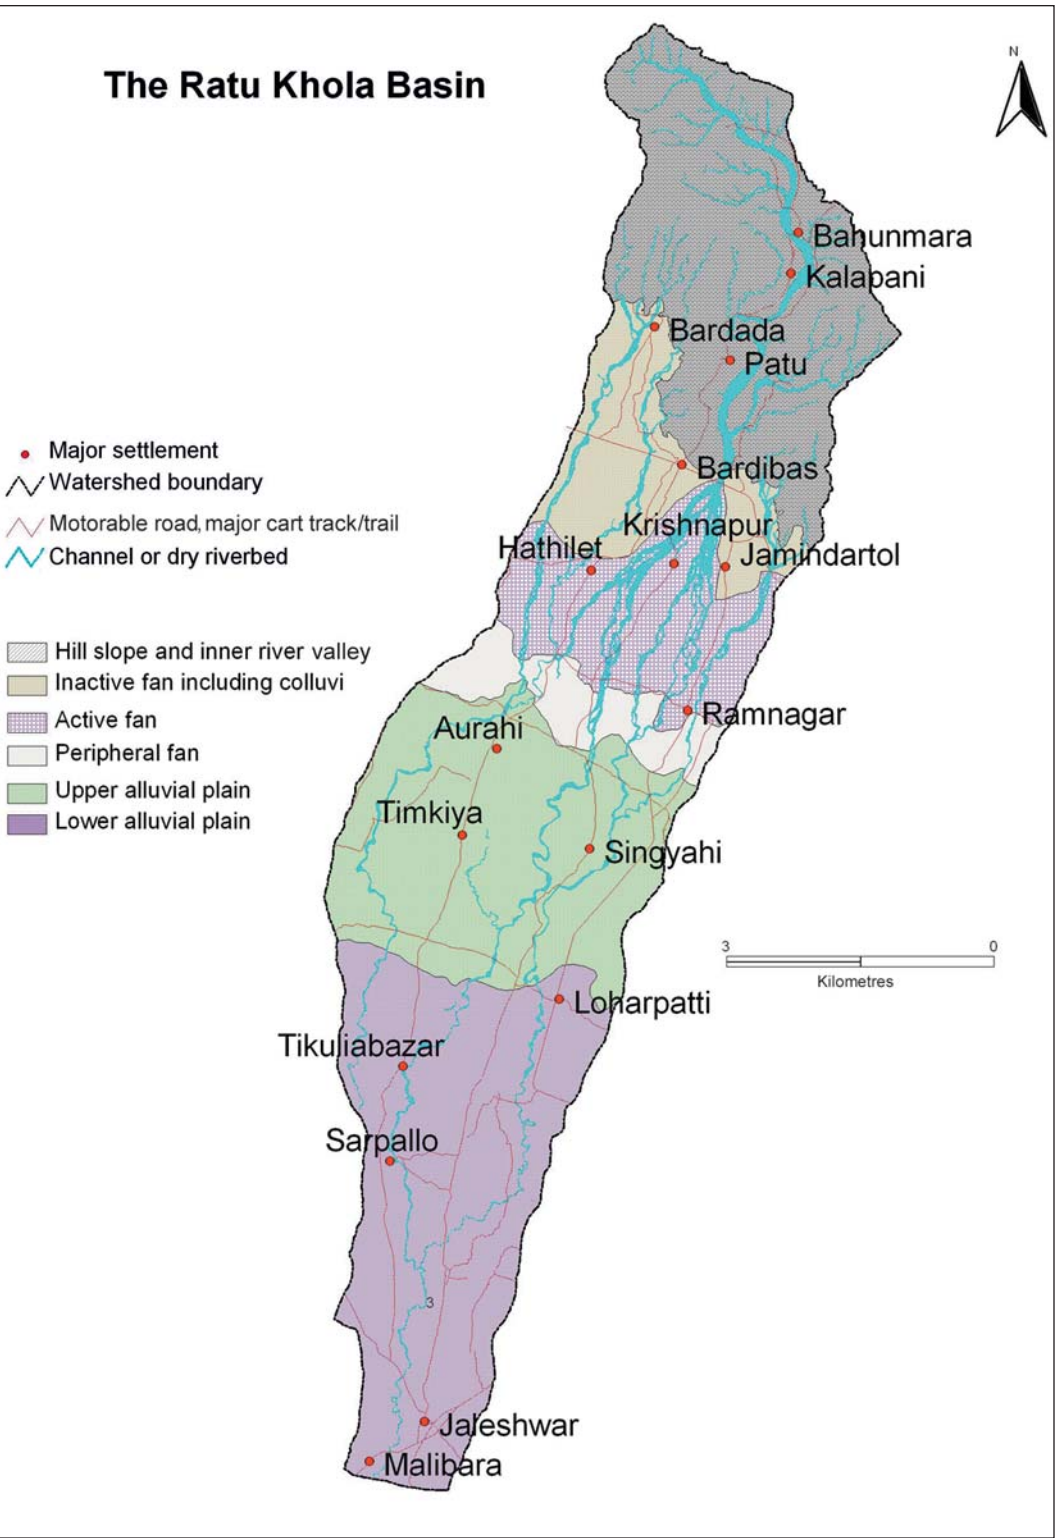 The Ratu Khola Basin
N
Bahunmara
Kalapani
Bardada
Patu
Major settlement
Watershed boundary
Motorable road, major cart track/trail
Channel or dry riverbed
Bardibas
Krishnapur
Hathilet
Jamindartol
Hill slope and inner river valley
Inactive fan including colluvi
Active fan
Peripheral fan
Upper alluvial plain
Lower alluvial plain
Ramnagar
Aurahi
Timkiya
Singyahi
3 0
Kilometres
Loharpatti
Tikuliabazar
Sarpallo
3
Jaleshwar
Malibara